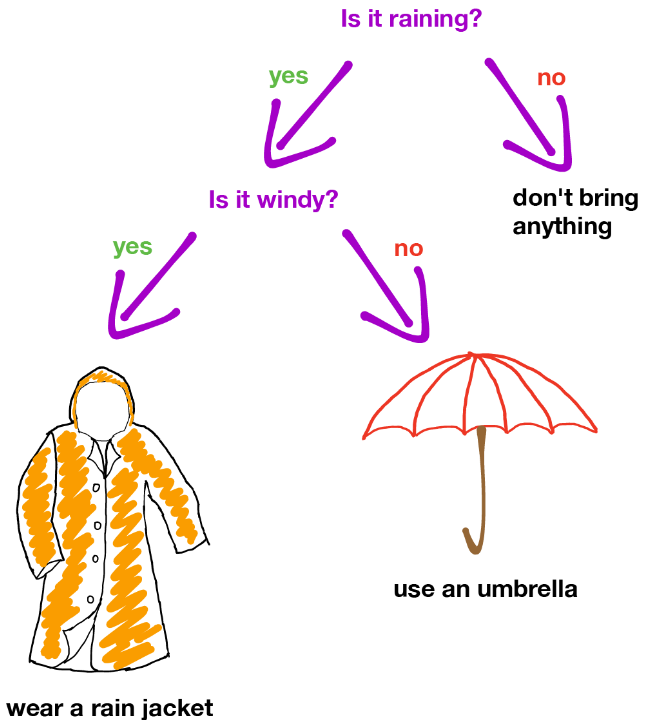 Is it raining?
yes
no
Is it windy?
don't bring
anything
yes
no
use an umbrella
wear a rain jacket